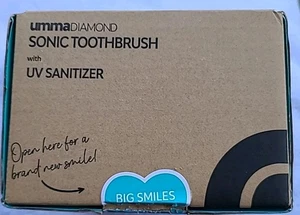 ummaDIAMOND
SONIC TOOTHBRUSH
with
UV SANITIZER
Open here for a
brand new smile!
BIG SMILES